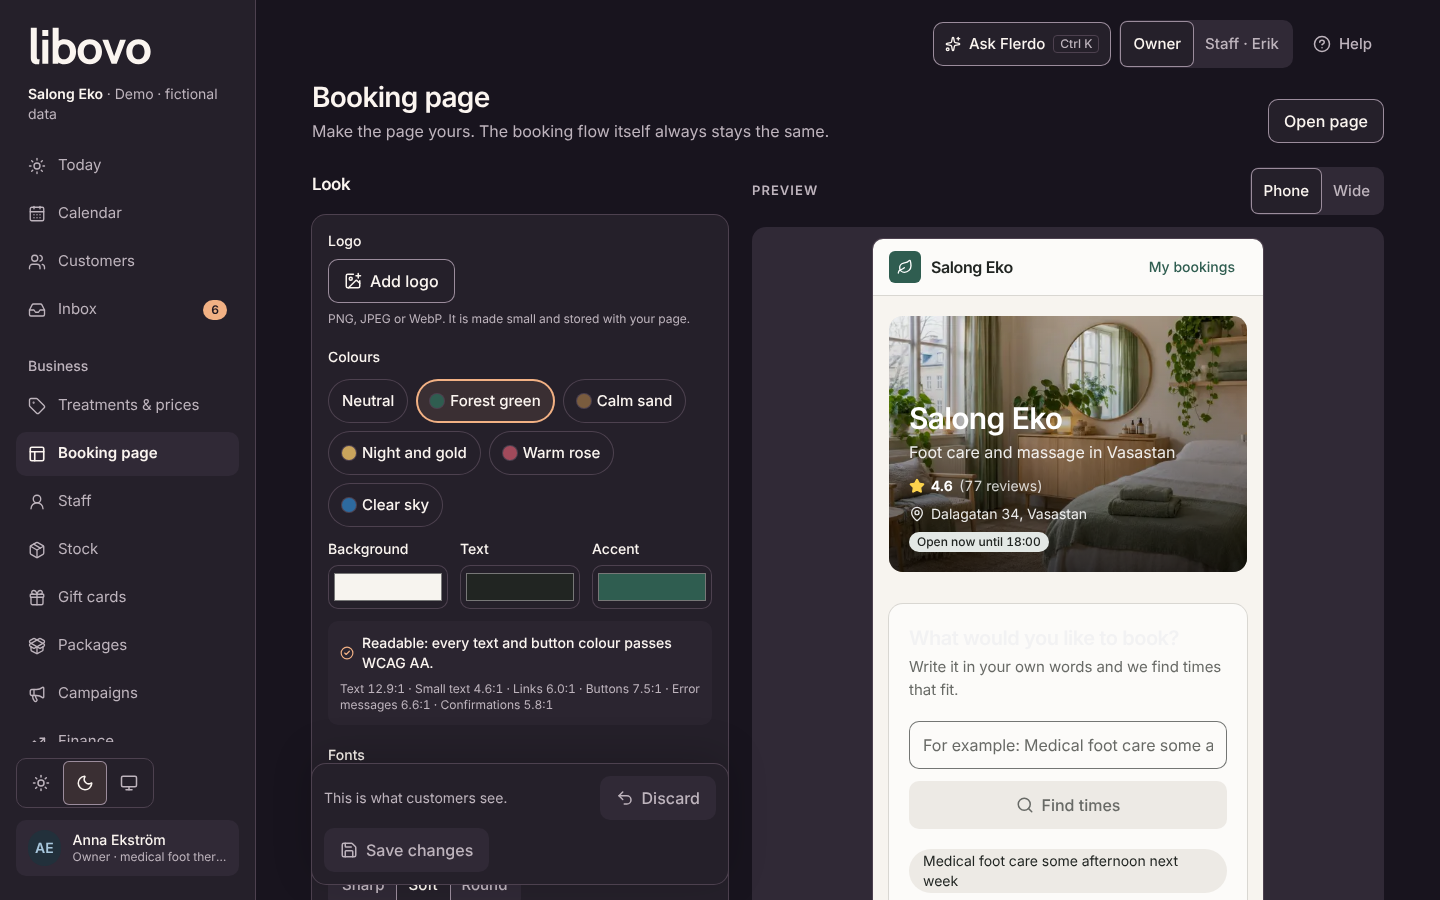 libovo
Salong Eko · Demo · fictional
data
Today
Calendar
Customers
Inbox
6
Business
Treatments & prices
Booking page
Staff
Stock
Gift cards
Packages
Campaigns
Finance
AE
Anna Ekström
Owner · medical foot ther...
Ask Flerdo
Ctrl K
Owner
Staff · Erik
Help
Booking page
Make the page yours. The booking flow itself always stays the same.
Open page
Look
Logo
Add logo
PNG, JPEG or WebP. It is made small and stored with your page.
Colours
Neutral
Forest green
Calm sand
Night and gold
Warm rose
Clear sky
Background
Text
Accent
Readable: every text and button colour passes
WCAG AA.
Text 12.9:1 · Small text 4.6:1 · Links 6.0:1 · Buttons 7.5:1 · Error
messages 6.6:1 · Confirmations 5.8:1
Fonts
This is what customers see.
Discard
Save changes
Sharp
Soft
Round
PREVIEW
Phone
Wide
Salong Eko
My bookings
Salong Eko
Foot care and massage in Vasastan
4.6 (77 reviews)
Dalagatan 34, Vasastan
Open now until 18:00
What would you like to book?
Write it in your own words and we find times
that fit.
For example: Medical foot care some a
Find times
Medical foot care some afternoon next
week